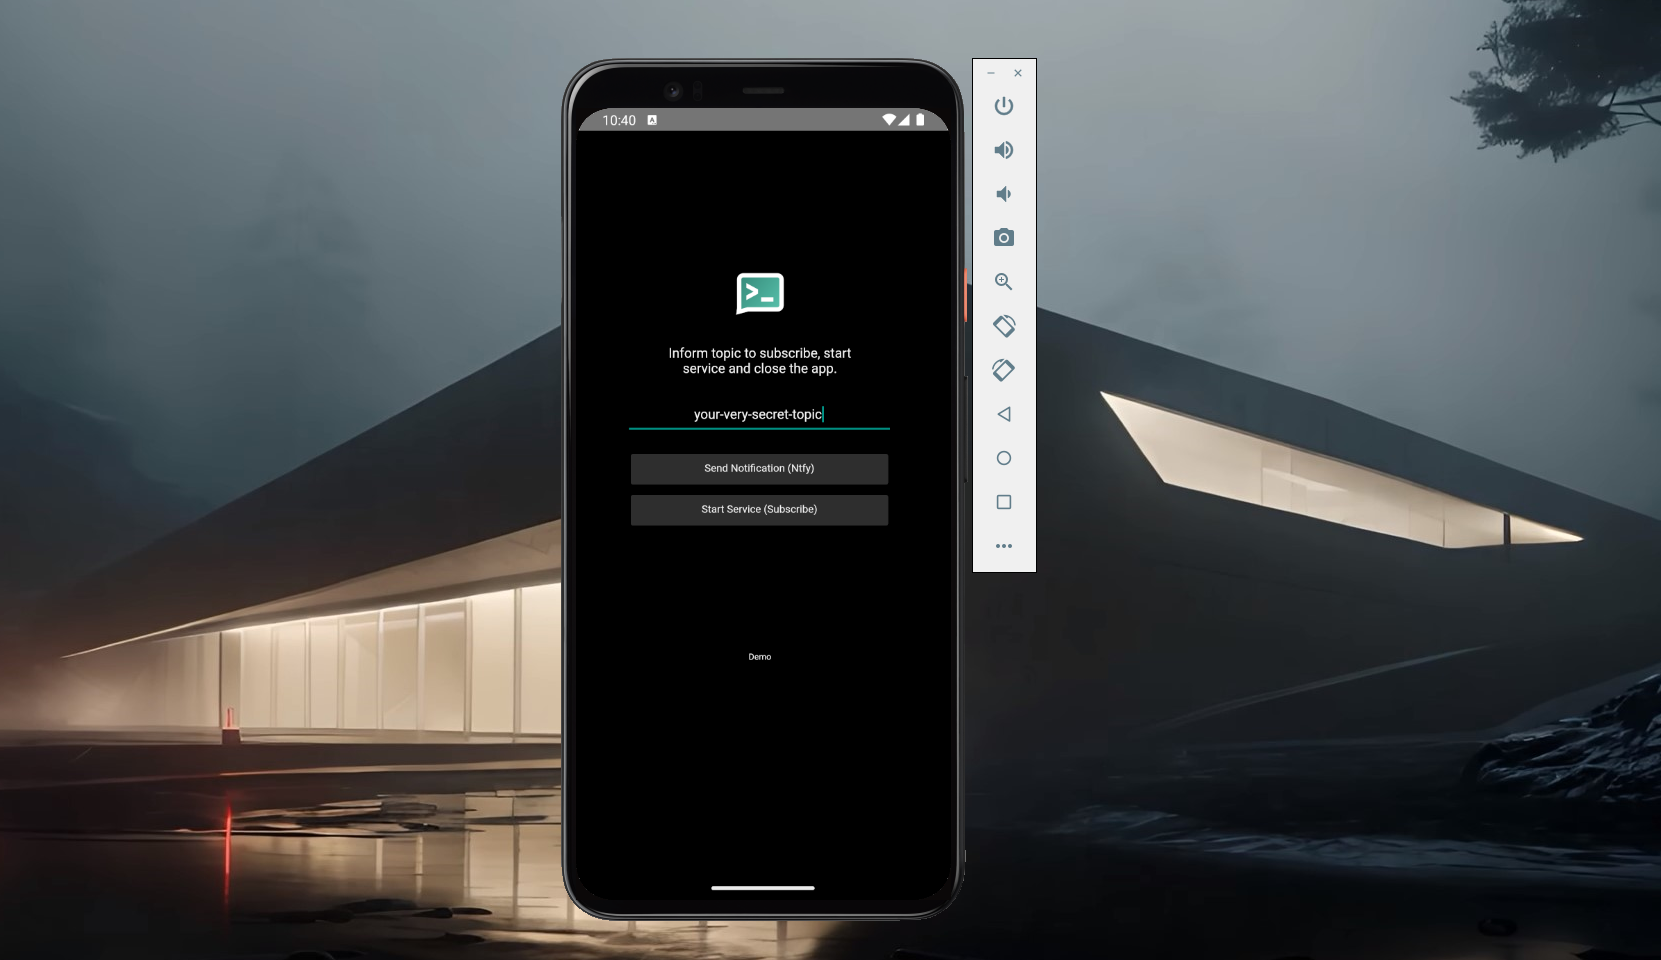 10:40
Inform topic to subscribe, start
service and close the app.
your-very-secret-topic
Send Notification (Ntfy)
Start Service (Subscribe)
Demo